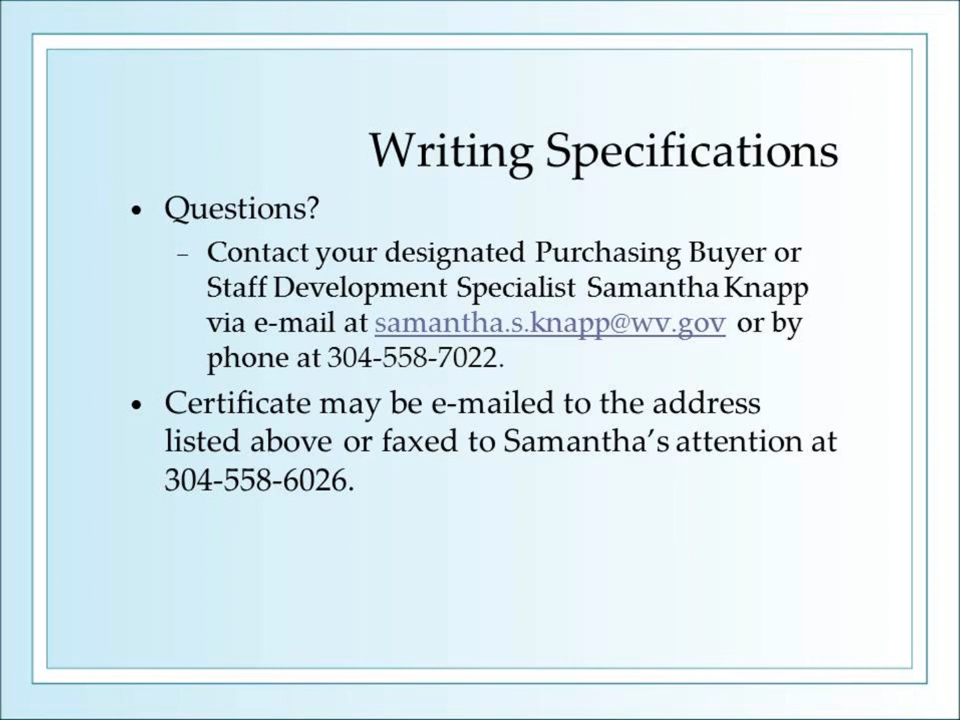 Writing Specifications
• Questions?
– Contact your designated Purchasing Buyer or
Staff Development Specialist Samantha Knapp
via e-mail at samantha.s.knapp@wv.gov or by
phone at 304-558-7022.
• Certificate may be e-mailed to the address
listed above or faxed to Samantha’s attention at
304-558-6026.